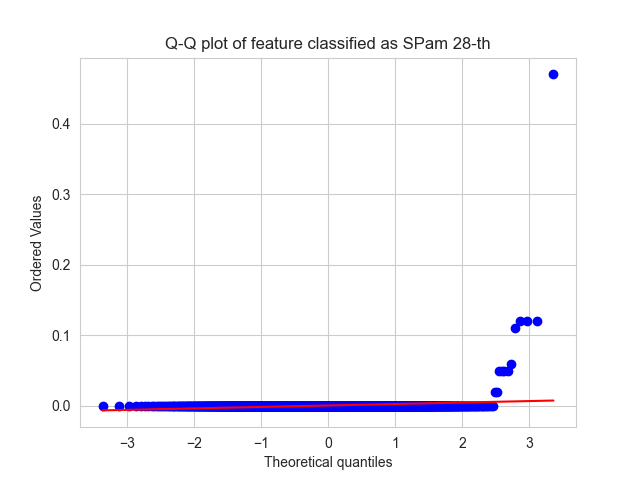 Q-Q plot of feature classified as SPam 28-th
Ordered Values
0.4
0.3
0.2
0.1
0.0
−3 −2 −1 0 1 2 3
Theoretical quantiles